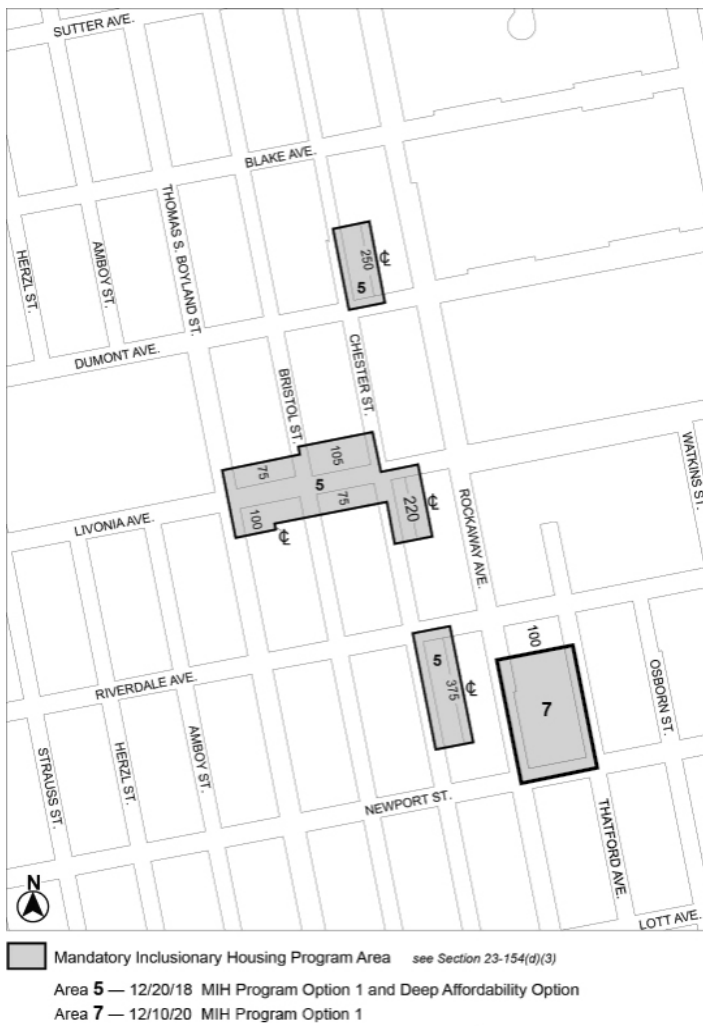 SUTTER AVE.
BLAKE AVE.
THOMAS S. BOYLAND ST.
HERZL ST.
AMBOY ST.
250
℄
5
DUMONT AVE.
CHESTER ST.
BRISTOL ST.
WATKINS ST.
105
75
5
75
220
℄
100
℄
LIVONIA AVE.
ROCKAWAY AVE.
100
5
375
℄
RIVERDALE AVE.
OSBORN ST.
7
AMBOY ST.
HERZL ST.
STRAUSS ST.
NEWPORT ST.
THATFORD AVE.
N
LOTT AVE.
Mandatory Inclusionary Housing Program Area see Section 23-154(d)(3)
Area 5 — 12/20/18 MIH Program Option 1 and Deep Affordability Option
Area 7 — 12/10/20 MIH Program Option 1